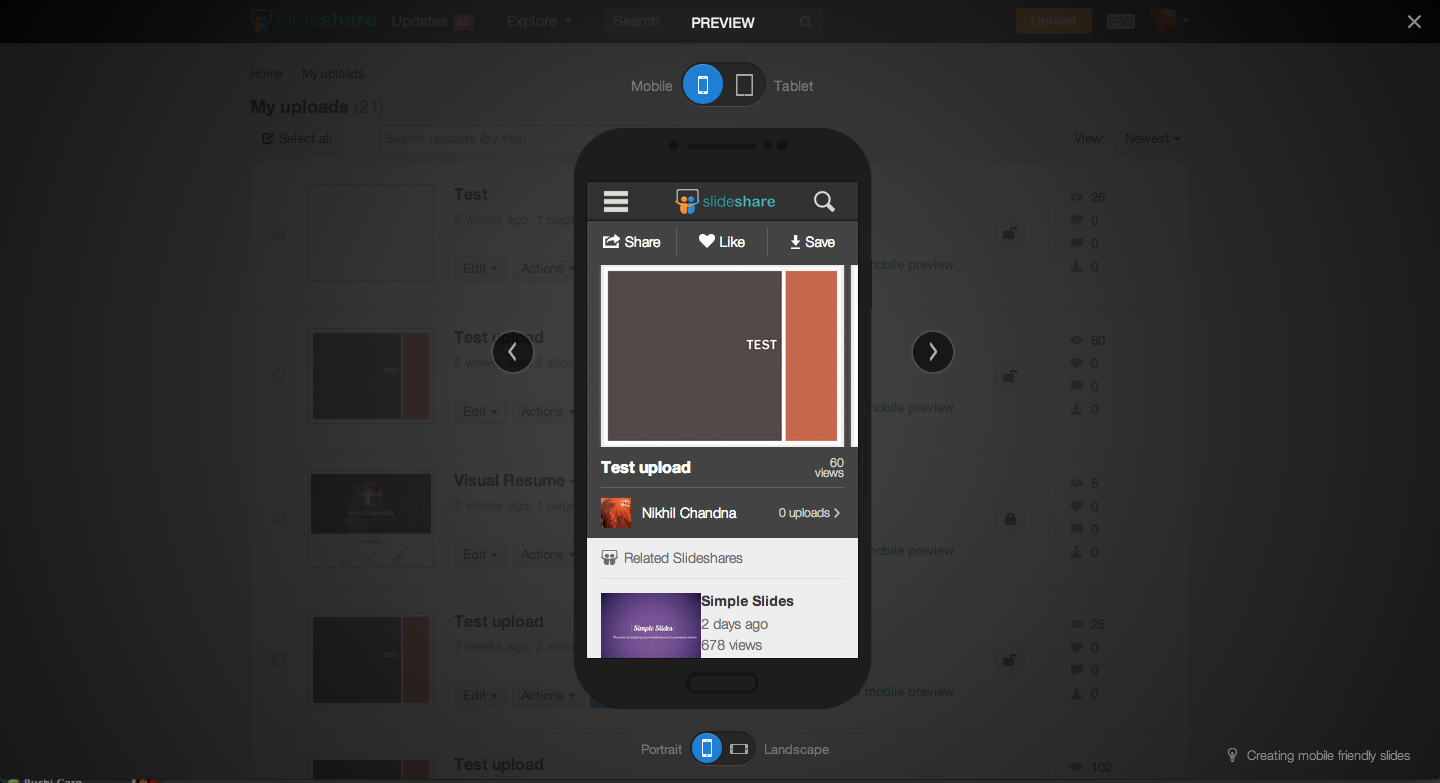 slideshare Updates Explore Search PREVIEW Upload PRO
Home / My uploads
Mobile Tablet
My uploads (21)
Select all Search uploads (by title) View: Newest
slideshare
Share Like Save
TEST
Test upload 60 views
Nikhil Chandna 0 uploads
Related Slideshares
Simple Slides
Simple Slides
2 days ago
678 views
Test 26
2 weeks ago, 1 page 0
0
Edit Actions mobile preview 0
Test upload 60
2 weeks ago, 2 slides 0
TEST 0
Edit Actions mobile preview 0
Visual Resume - 5
2 weeks ago, 1 page 0
0
Edit Actions mobile preview 0
Test upload 25
2 weeks ago, 2 slides 0
TEST 0
Edit Actions mobile preview 0
Portrait Landscape
Creating mobile friendly slides
Test upload 102